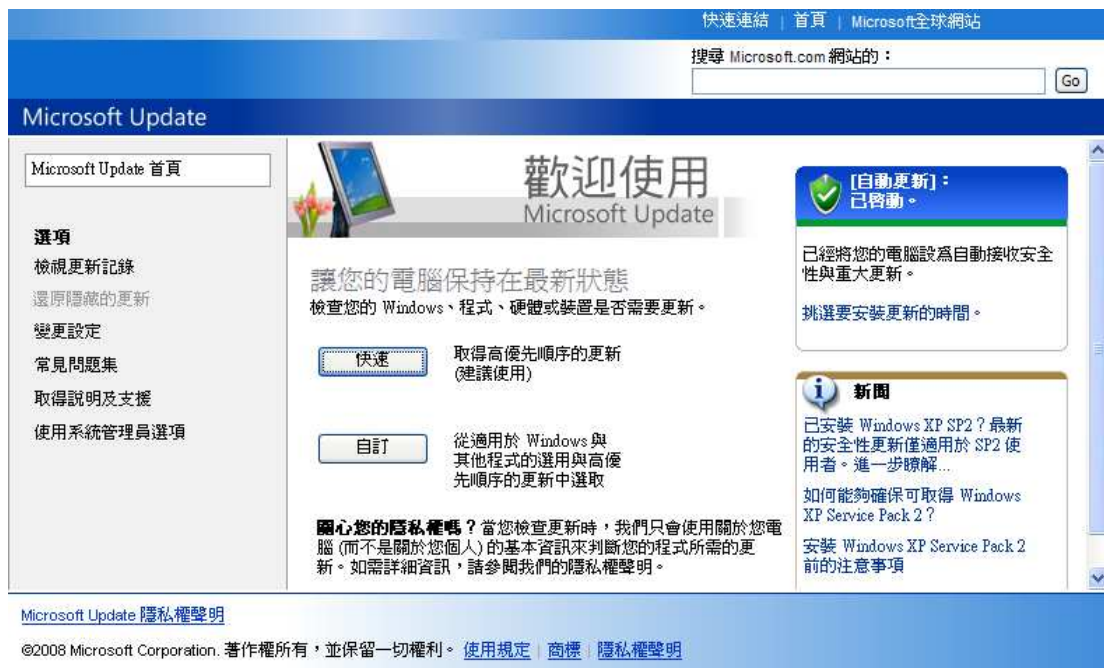 快速連結 | 首頁 | Microsoft全球網站
搜尋 Microsoft.com 網站的：
Go
Microsoft Update
Microsoft Update 首頁
選項
檢視更新記錄
還原隱藏的更新
變更設定
常見問題集
取得說明及支援
使用系統管理員選項
歡迎使用
Microsoft Update
讓您的電腦保持在最新狀態
檢查您的 Windows、程式、硬體或裝置是否需要更新。
快速
取得高優先順序的更新
(建議使用)
自訂
從適用於 Windows 與
其他程式的選用與高優
先順序的更新中選取
關心您的隱私權嗎？當您檢查更新時，我們只會使用關於您電
腦 (而不是關於您個人) 的基本資訊來判斷您的程式所需的更
新。如需詳細資訊，請參閱我們的隱私權聲明。
[自動更新]：
已啓動。
已經將您的電腦設爲自動接收安全
性與重大更新。
挑選要安裝更新的時間。
新聞
已安裝 Windows XP SP2？最新
的安全性更新僅適用於 SP2 使
用者。進一步瞭解...
如何能夠確保可取得 Windows
XP Service Pack 2？
安裝 Windows XP Service Pack 2
前的注意事項
Microsoft Update 隱私權聲明
©2008 Microsoft Corporation. 著作權所有，並保留一切權利。 使用規定 | 商標 | 隱私權聲明